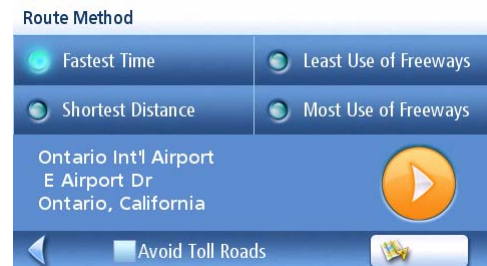 Route Method
Fastest Time
Least Use of Freeways
Shortest Distance
Most Use of Freeways
Ontario Int'l Airport
E Airport Dr
Ontario, California
Avoid Toll Roads